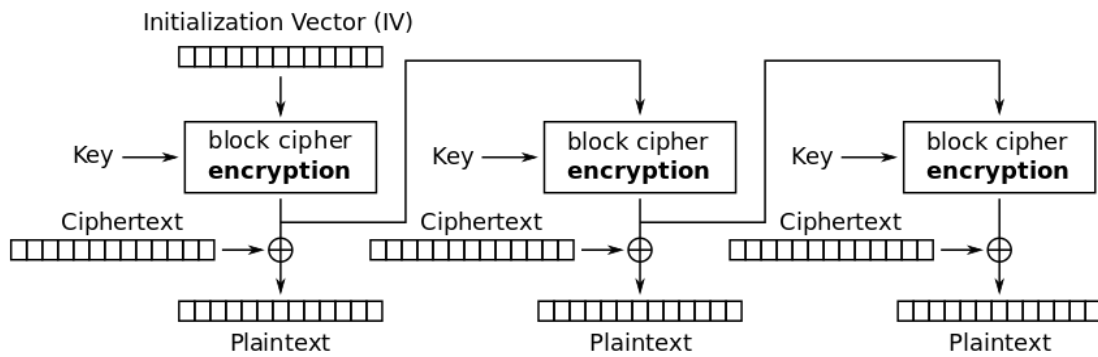 Initialization Vector (IV)
block cipher
encryption
Key
block cipher
encryption
Key
block cipher
encryption
Key
Ciphertext
Ciphertext
Ciphertext
Plaintext
Plaintext
Plaintext